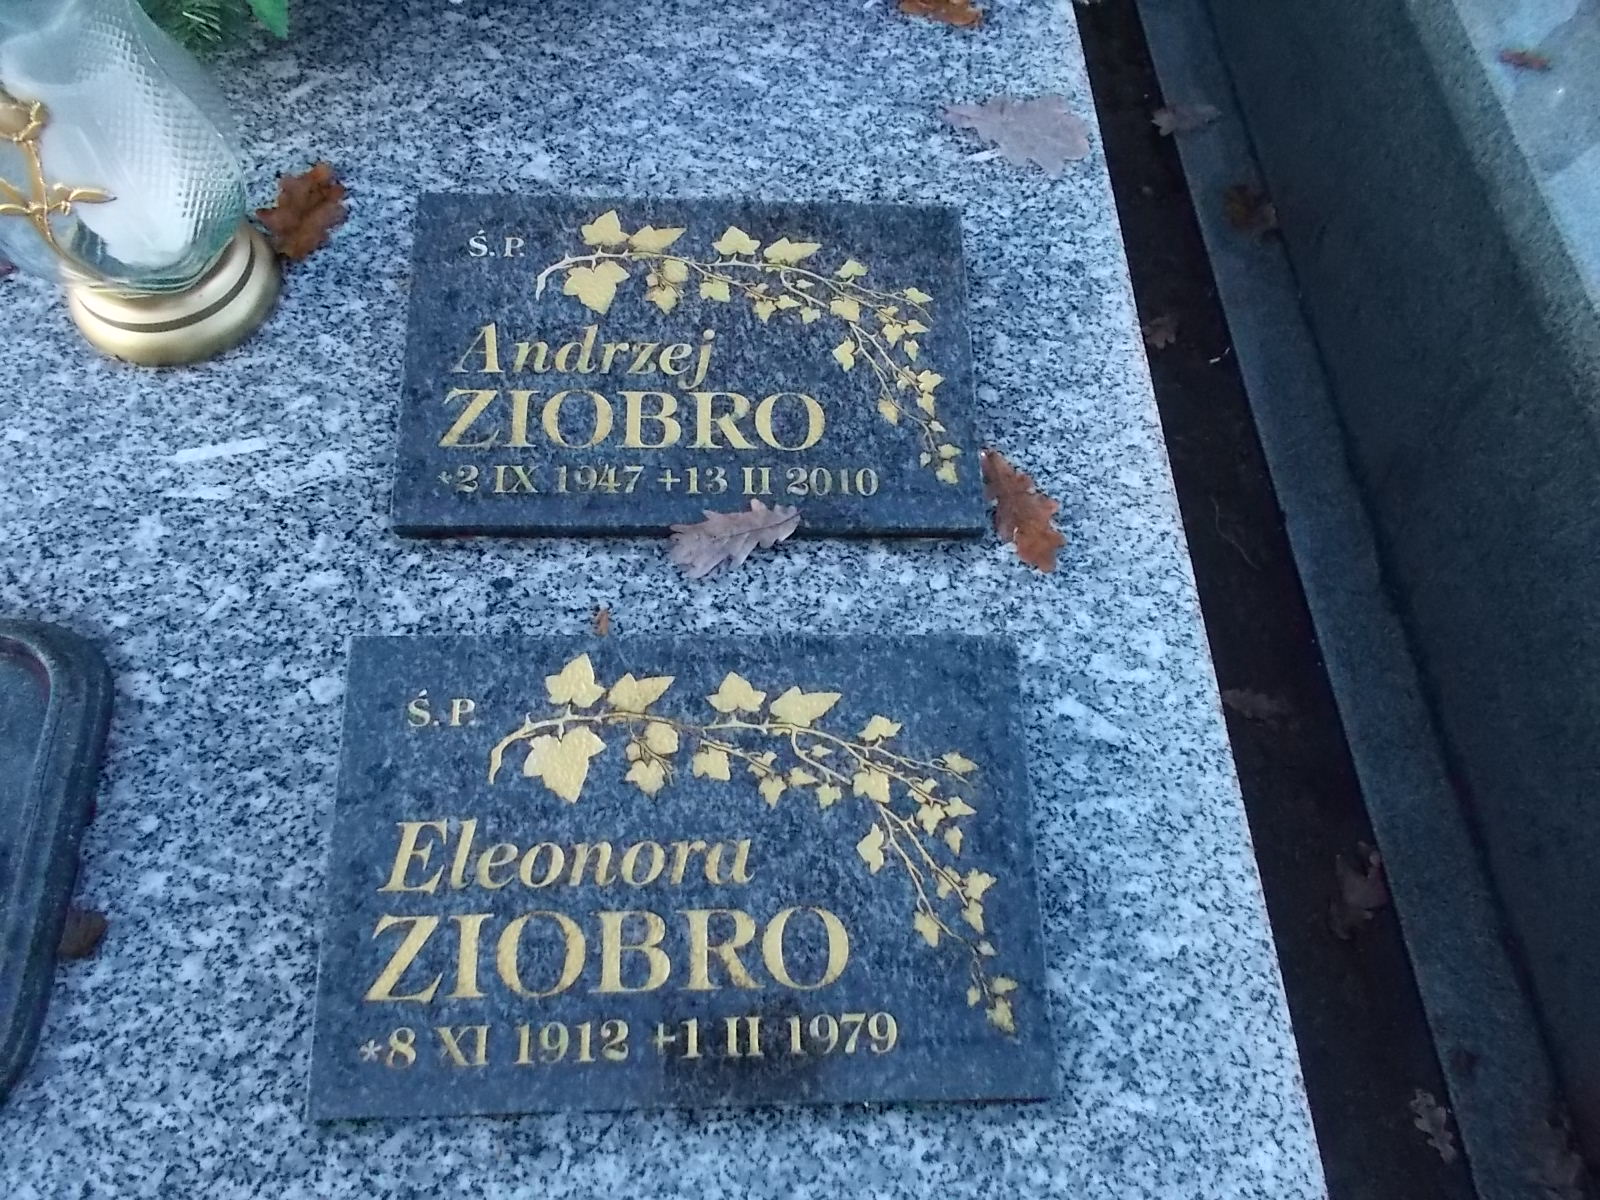 Ś. P.
Andrzej
ZIOBRO
*2 IX 1947 +13 II 2010
Ś. P.
Eleonora
ZIOBRO
*8 XI 1912 +1 II 1979